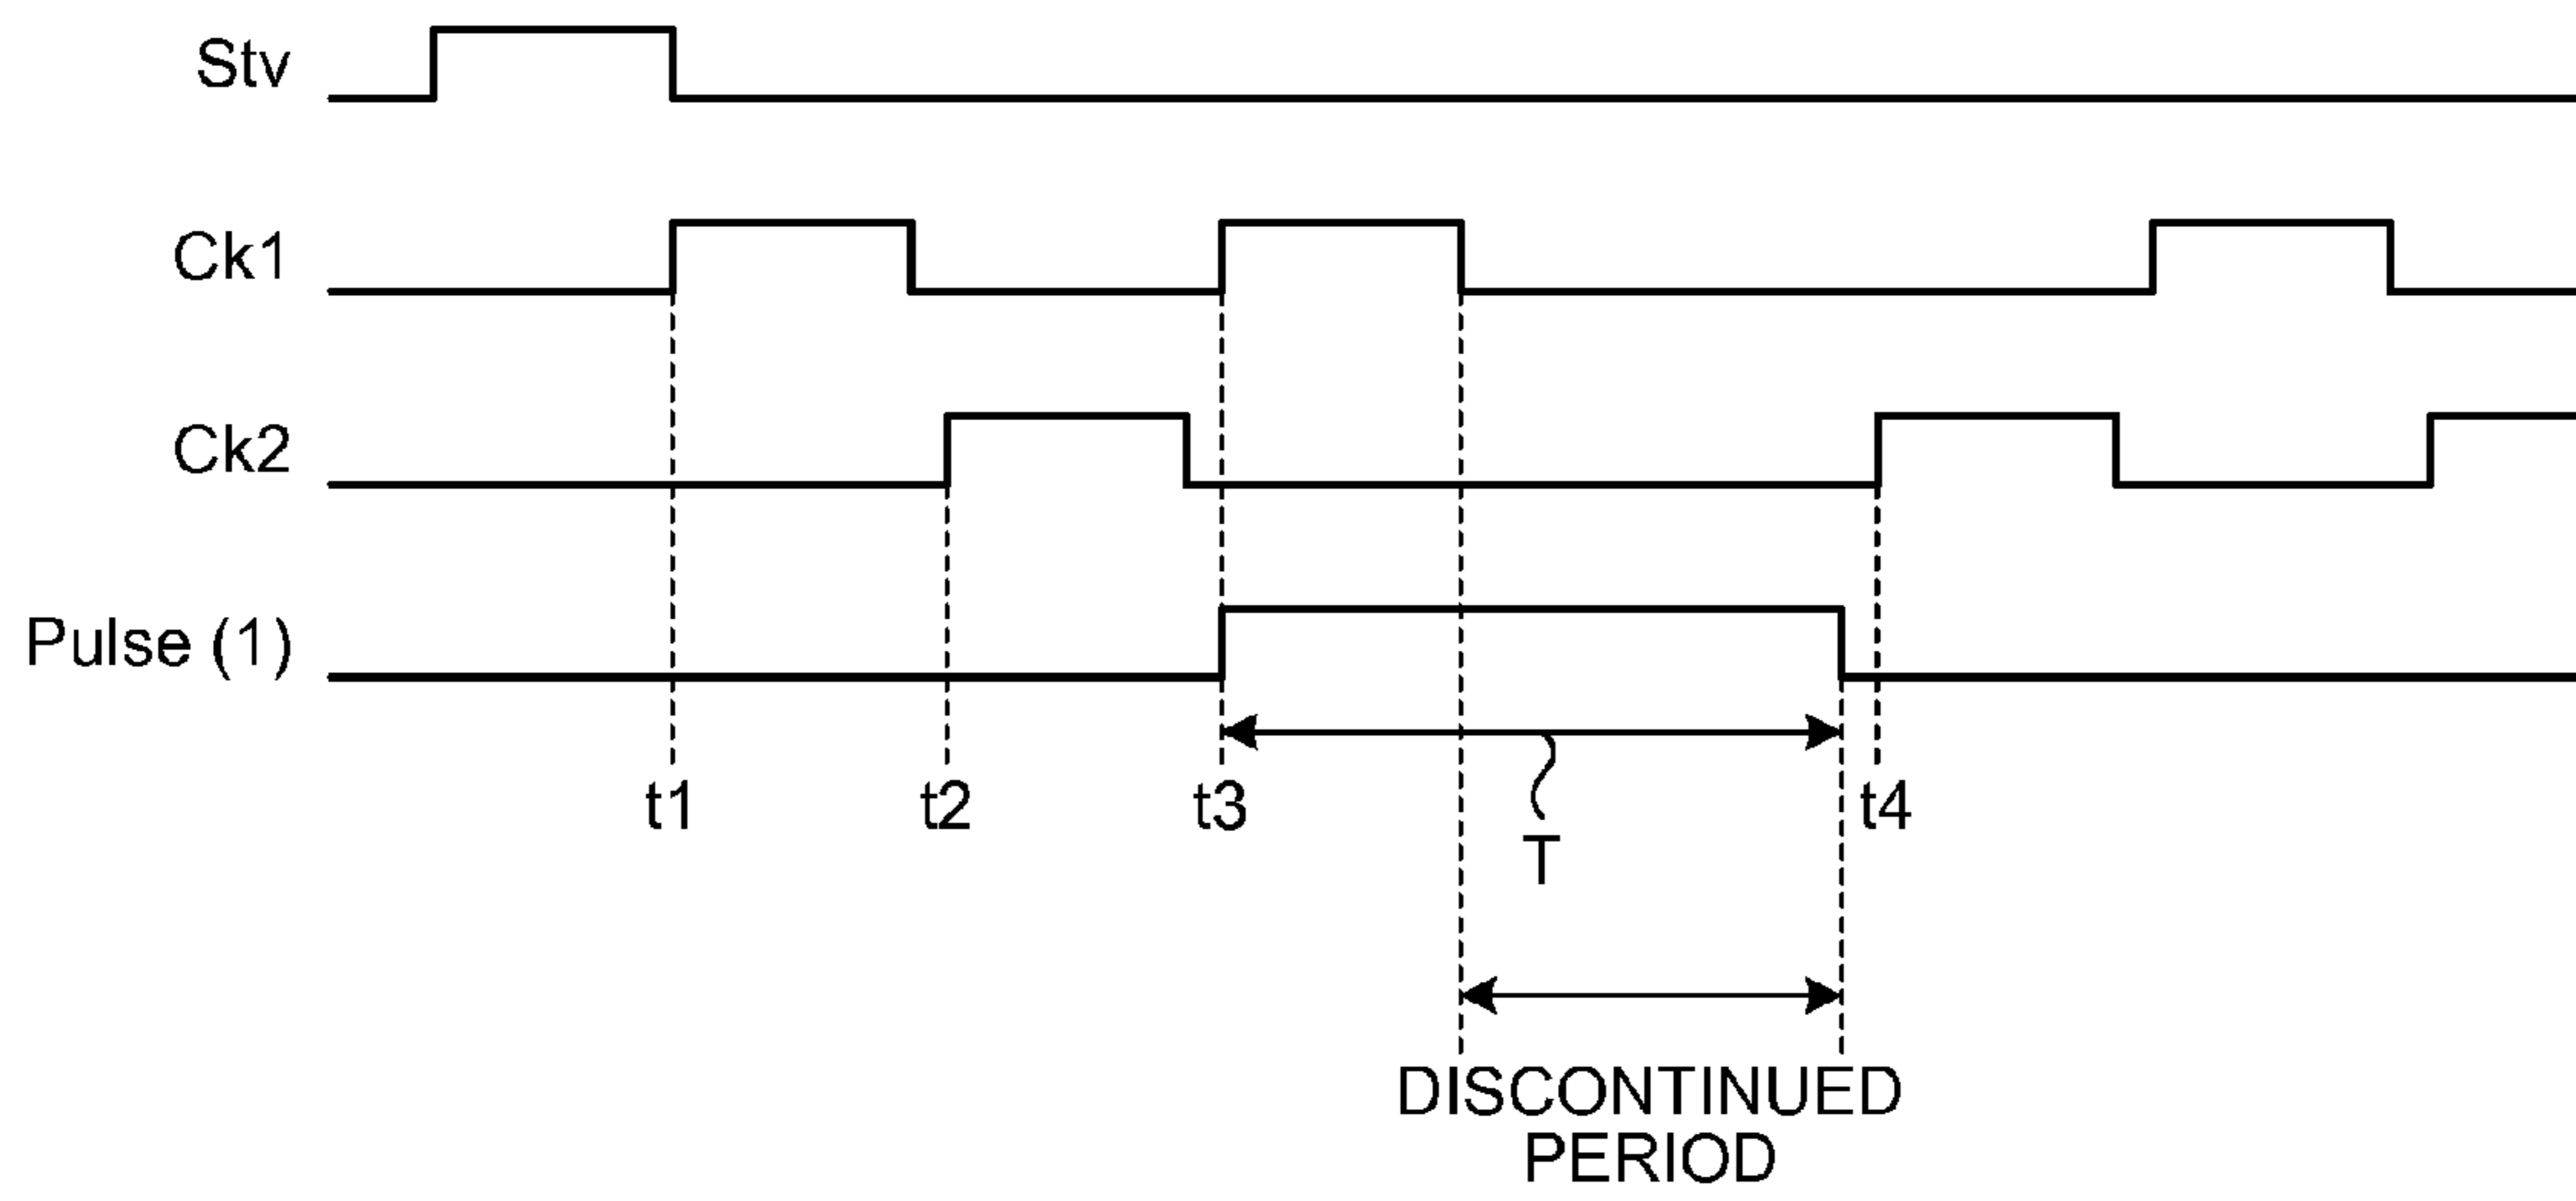 Stv
Ck1
Ck2
Pulse (1)
t1 t2 t3 t4
T
DISCONTINUED
PERIOD